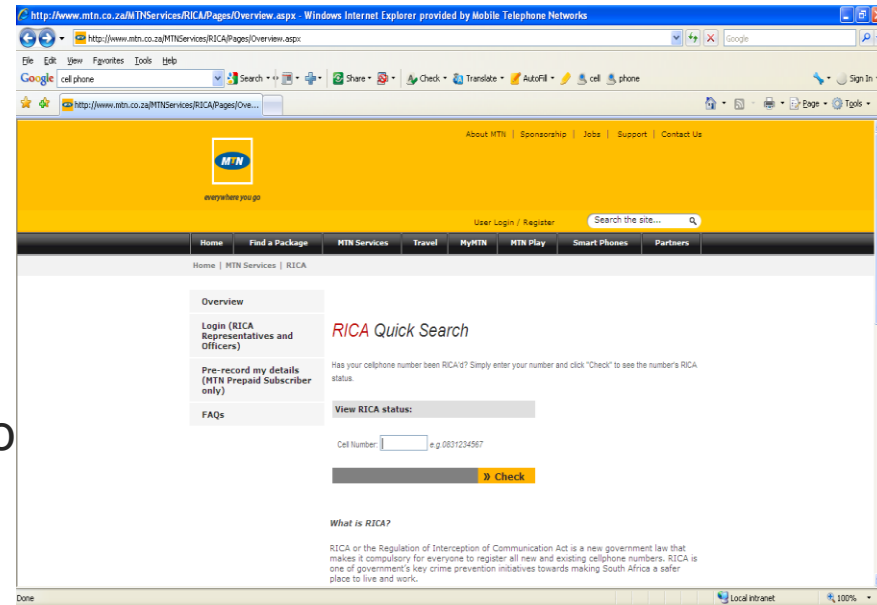 http://www.mtn.co.za/MTNServices/RICA/Pages/Overview.aspx - Windows Internet Explorer provided by Mobile Telephone Networks
http://www.mtn.co.za/MTNServices/RICA/Pages/Overview.aspx
Google
File Edit View Favorites Tools Help
Google cell phone Search Share Check Translate AutoFill cell phone Sign In
http://www.mtn.co.za/MTNServices/RICA/Pages/Ove... Page Tools
About MTN | Sponsorship | Jobs | Support | Contact Us
MTN
everywhere you go
User Login / Register Search the site...
Home Find a Package MTN Services Travel MyMTN MTN Play Smart Phones Partners
Home | MTN Services | RICA
Overview
Login (RICA
Representatives and
Officers)
Pre-record my details
(MTN Prepaid Subscriber
only)
FAQs
RICA Quick Search
Has your cellphone number been RICA'd? Simply enter your number and click "Check" to see the number's RICA
status.
View RICA status:
Cell Number: e.g.0831234567
» Check
What is RICA?
RICA or the Regulation of Interception of Communication Act is a new government law that
makes it compulsory for everyone to register all new and existing cellphone numbers. RICA is
one of government's key crime prevention initiatives towards making South Africa a safer
place to live and work.
Done Local intranet 100%